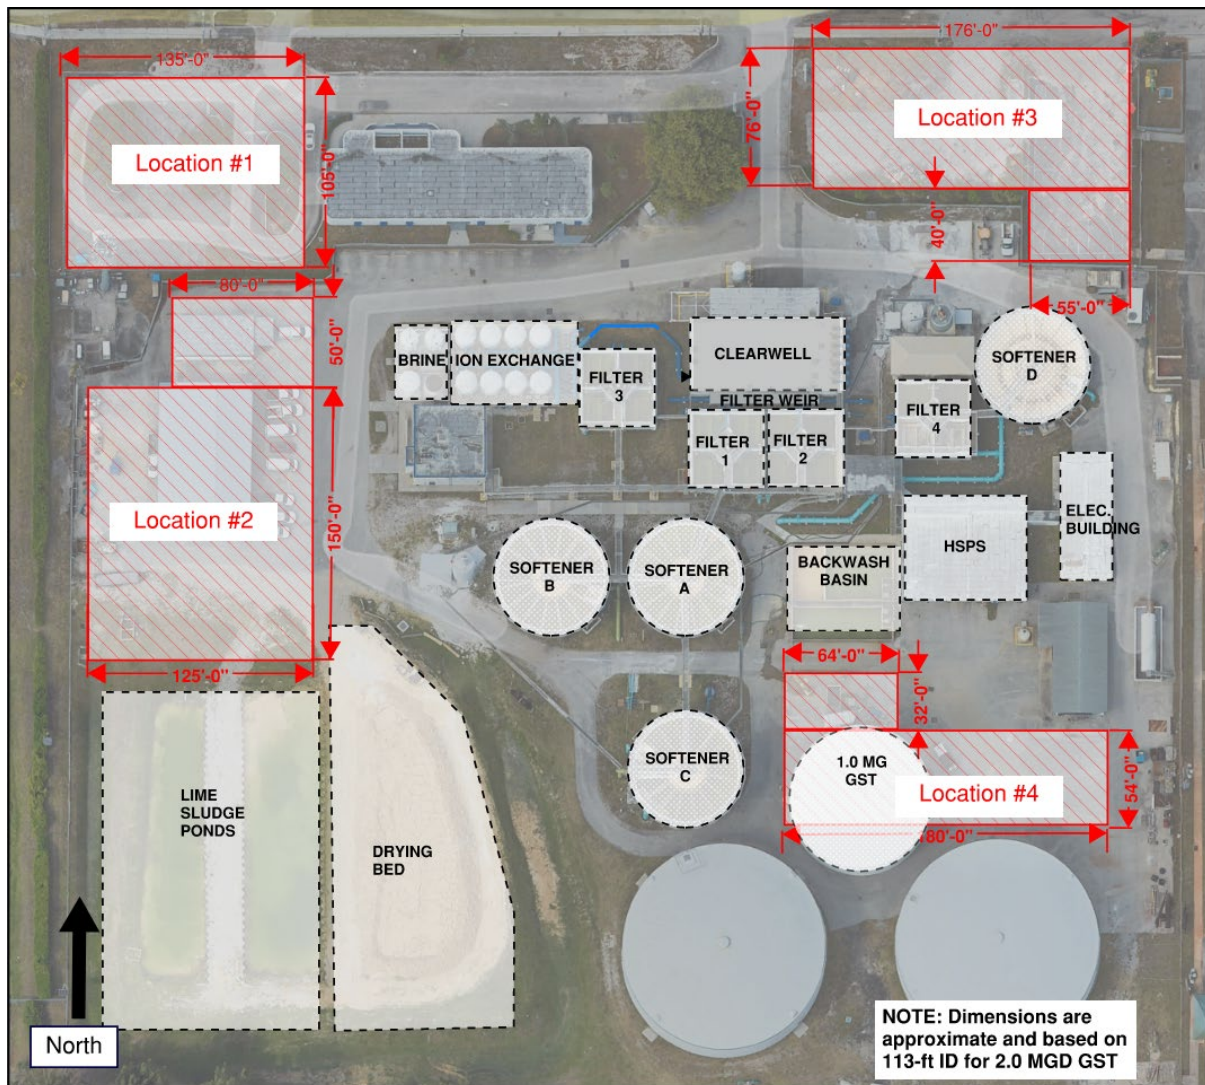 135'-0"
176'-0"
Location #1
105'-0"
76'-0"
Location #3
40'-0"
55'-0"
80'-0"
50'-0"
BRINE
ION EXCHANGE
FILTER
3
CLEARWELL
FILTER WEIR
FILTER
1
FILTER
2
FILTER
4
SOFTENER
D
Location #2
150'-0"
125'-0"
SOFTENER
B
SOFTENER
A
BACKWASH
BASIN
HSPS
ELEC.
BUILDING
64'-0"
32'-0"
SOFTENER
C
1.0 MG
GST
Location #4
54'-0"
180'-0"
LIME
SLUDGE
PONDS
DRYING
BED
North
NOTE: Dimensions are
approximate and based on
113-ft ID for 2.0 MGD GST